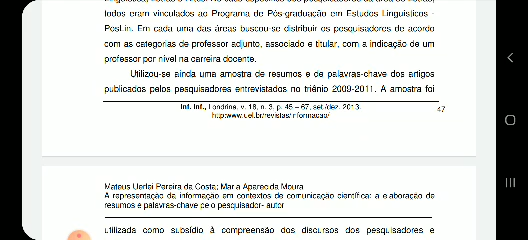 todos eram vinculados ao Programa de Pós-graduação em Estudos Linguísticos -
PosLin. Em cada uma das áreas buscou-se distribuir os pesquisadores de acordo
com as categorias de professor adjunto, associado e titular, com a indicação de um
professor por nível na carreira docente.
Utilizou-se ainda uma amostra de resumos e de palavras-chave dos artigos
publicados pelos pesquisadores entrevistados no triênio 2009-2011. A amostra foi
Inf. Inf., Londrina, v. 18, n. 3, p. 45 – 67, set./dez. 2013.
http:www.uel.br/revistas/informacao/
47
Mateus Uerlei Pereira da Costa; Maria Aparecida Moura
A representação da informação em contextos de comunicação científica: a elaboração de
resumos e palavras-chave pelo pesquisador- autor
utilizada como subsídio à compreensão dos discursos dos pesquisadores e